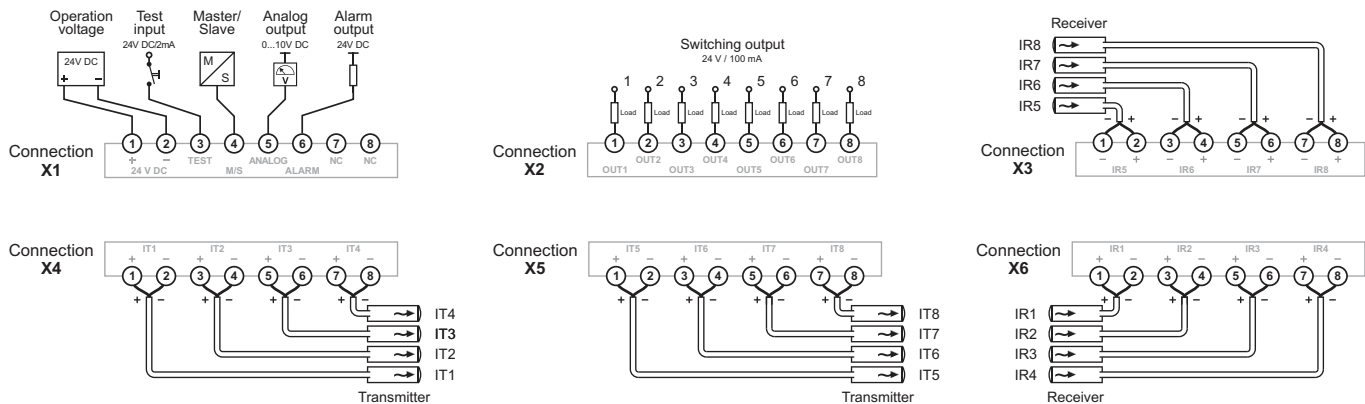 Operation voltage
Test input
24V DC/2mA
Master/ Slave
Analog output
0...10V DC
Alarm output
24V DC
24V DC
+ −
M
S
V
Connection X1
1 2 3 4 5 6 7 8
+ − TEST ANALOG NC NC
24 V DC M/S ALARM
Switching output
24 V / 100 mA
1 2 3 4 5 6 7 8
Load Load Load Load Load Load Load Load
Connection X2
1 2 3 4 5 6 7 8
OUT2 OUT4 OUT6 OUT8
OUT1 OUT3 OUT5 OUT7
Receiver
IR8
IR7
IR6
IR5
− + − + − + − +
Connection X3
1 2 3 4 5 6 7 8
− + − + − + − +
IR5 IR6 IR7 IR8
Connection X4
IT1 IT2 IT3 IT4
+ − + − + − + −
1 2 3 4 5 6 7 8
+ − + − + − + −
IT4
IT3
IT2
IT1
Transmitter
Connection X5
IT5 IT6 IT7 IT8
+ − + − + − + −
1 2 3 4 5 6 7 8
+ − + − + − + −
IT8
IT7
IT6
IT5
Transmitter
Connection X6
IR1 IR2 IR3 IR4
+ − + − + − + −
1 2 3 4 5 6 7 8
+ − + − + − + −
IR1
IR2
IR3
IR4
Receiver